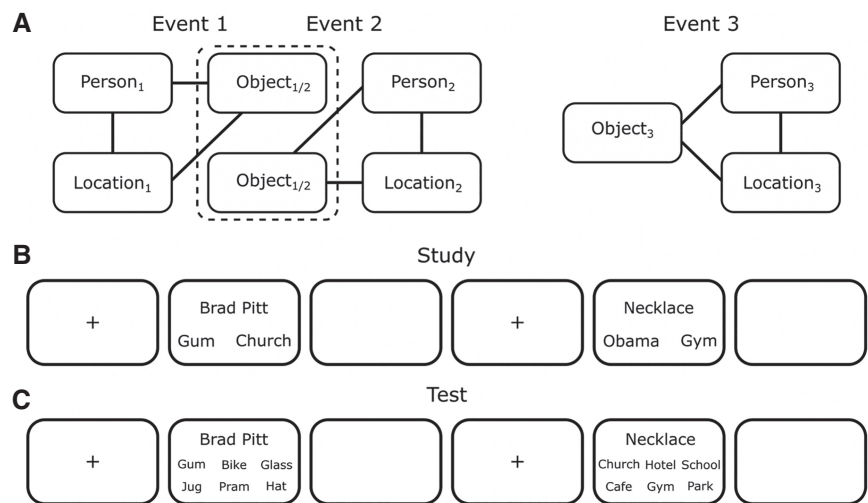 A
Event 1 Event 2 Event 3
Person₁ Object₁/₂ Person₂ Person₃
Object₃
Location₁ Object₁/₂ Location₂ Location₃
B
Study
+ Brad Pitt + Necklace
Gum Church Obama Gym
C
Test
+ Brad Pitt + Necklace
Gum Bike Glass Church Hotel School
Jug Pram Hat Cafe Gym Park